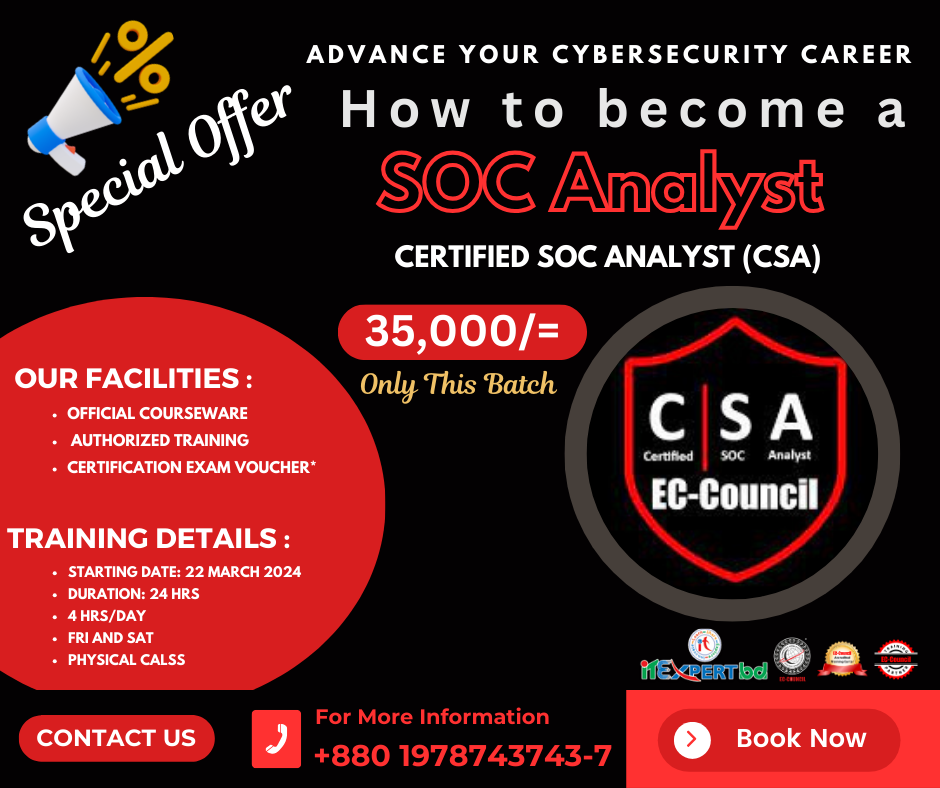 ADVANCE YOUR CYBERSECURITY CAREER
How to become a
Special Offer
SOC Analyst
CERTIFIED SOC ANALYST (CSA)
35,000/=
Only This Batch
OUR FACILITIES :
• OFFICIAL COURSEWARE
• AUTHORIZED TRAINING
• CERTIFICATION EXAM VOUCHER*
C|S A
Certified SOC Analyst
EC-Council
TRAINING DETAILS :
• STARTING DATE: 22 MARCH 2024
• DURATION: 24 HRS
• 4 HRS/DAY
• FRI AND SAT
• PHYSICAL CALSS
it
iTEXPERTbd
CONTACT US
For More Information
+880 1978743743-7
Book Now